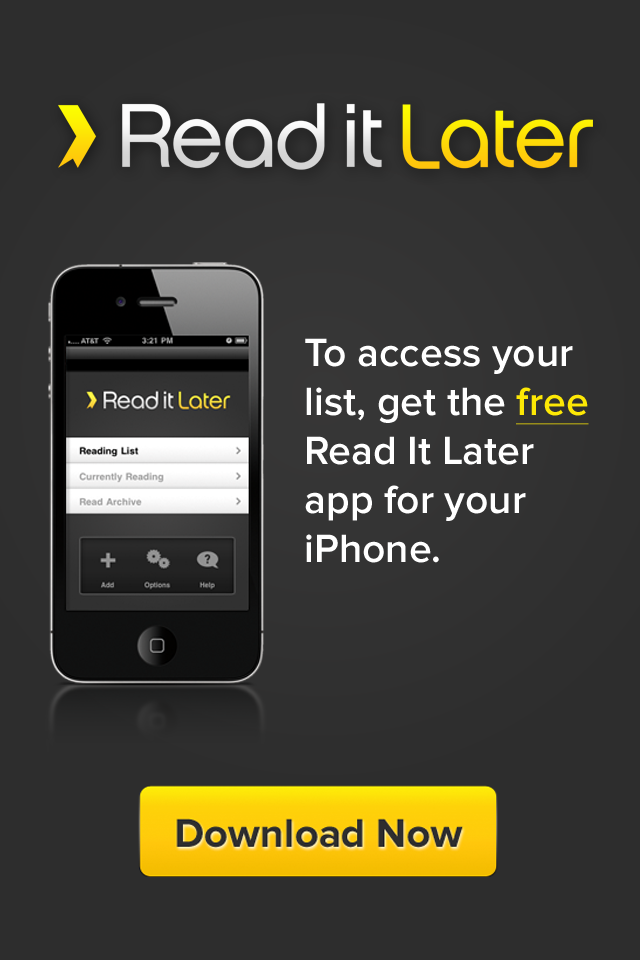 Read it Later
AT&T 3:21 PM
Read it Later
Reading List
Currently Reading
Read Archive
Add Options Help
To access your
list, get the free
Read It Later
app for your
iPhone.
Download Now